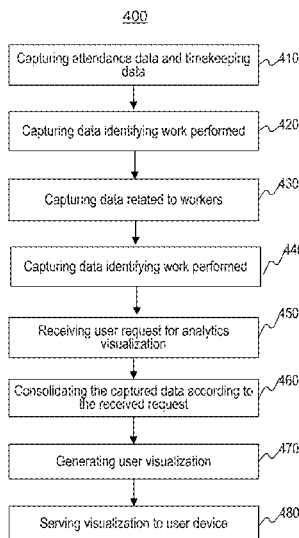 400
Capturing attendance data and timekeeping
data
410
Capturing data identifying work performed
420
Capturing data related to workers
430
Capturing data identifying work performed
440
Receiving user request for analytics
visualization
450
Consolidating the captured data according to
the received request
460
Generating user visualization
470
Serving visualization to user device
480